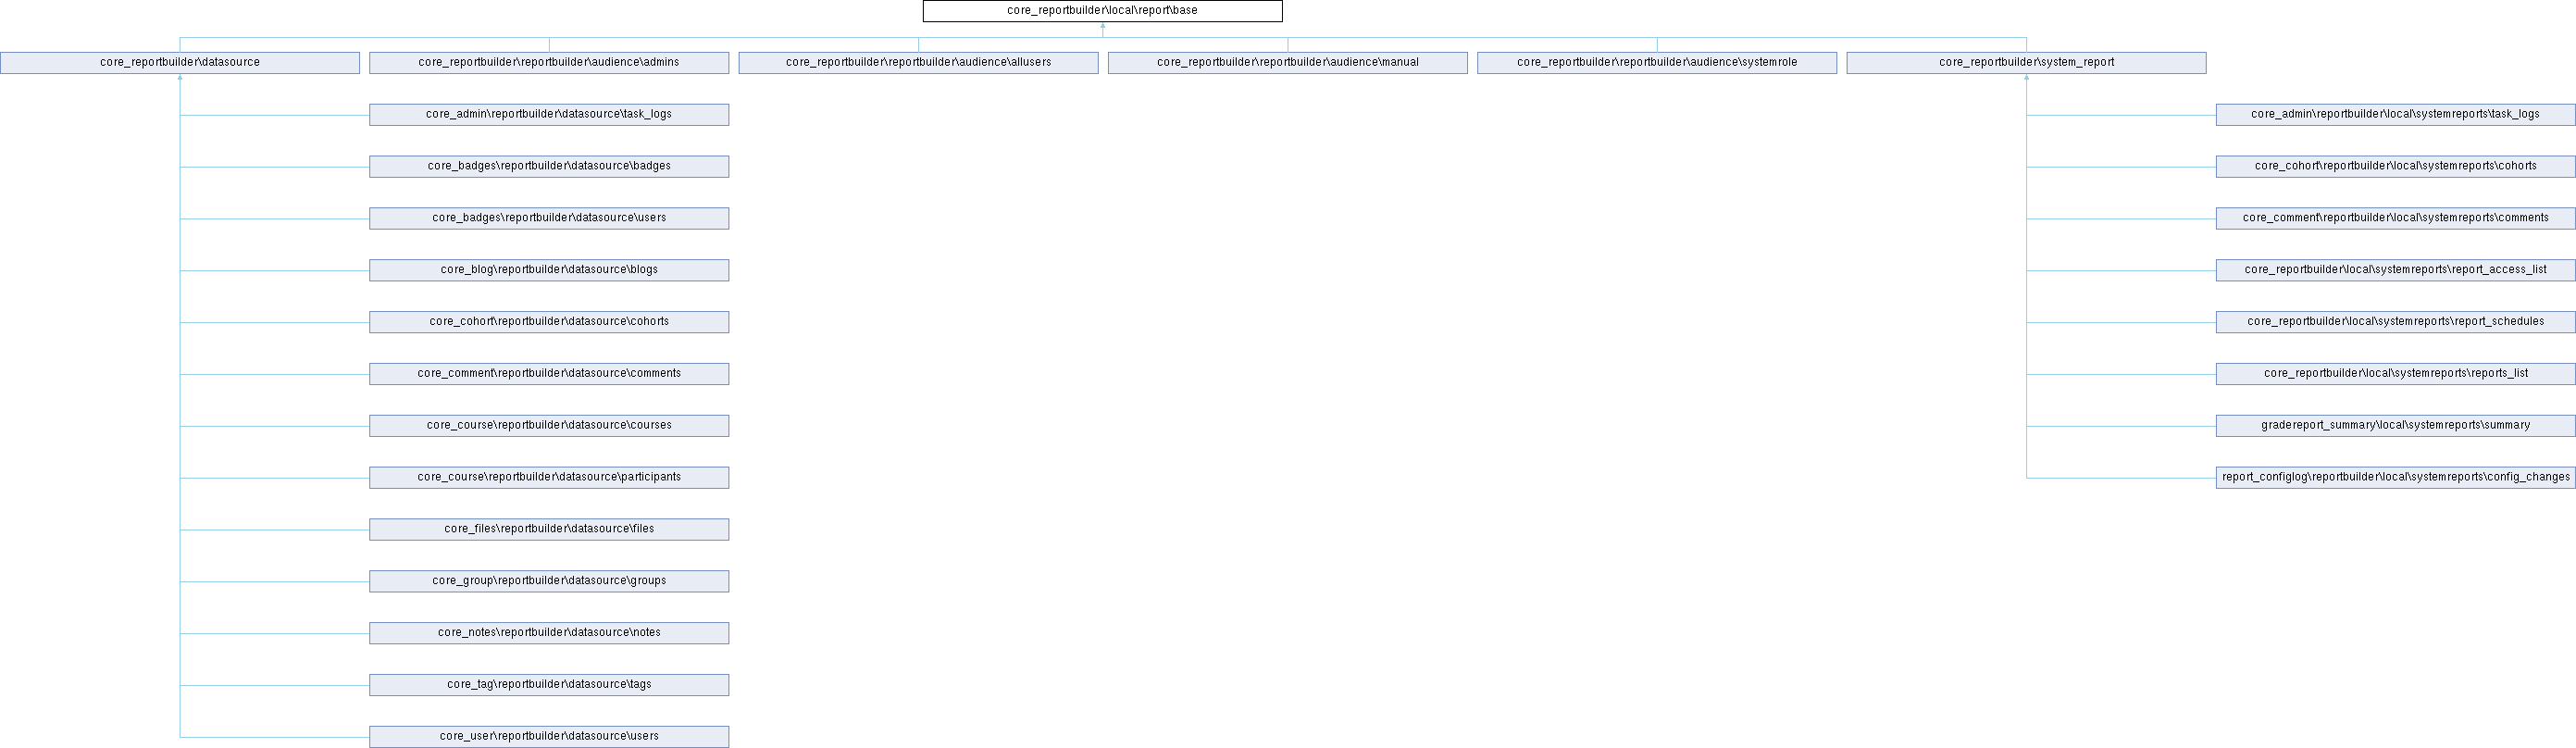 core_reportbuilder\local\report\base
core_reportbuilder\datasource
core_reportbuilder\reportbuilder\audience\admins
core_reportbuilder\reportbuilder\audience\allusers
core_reportbuilder\reportbuilder\audience\manual
core_reportbuilder\reportbuilder\audience\systemrole
core_reportbuilder\system_report
core_admin\reportbuilder\datasource\task_logs
core_admin\reportbuilder\local\systemreports\task_logs
core_badges\reportbuilder\datasource\badges
core_cohort\reportbuilder\local\systemreports\cohorts
core_badges\reportbuilder\datasource\users
core_comment\reportbuilder\local\systemreports\comments
core_blog\reportbuilder\datasource\blogs
core_reportbuilder\local\systemreports\report_access_list
core_cohort\reportbuilder\datasource\cohorts
core_reportbuilder\local\systemreports\report_schedules
core_comment\reportbuilder\datasource\comments
core_reportbuilder\local\systemreports\reports_list
core_course\reportbuilder\datasource\courses
gradereport_summary\local\systemreports\summary
core_course\reportbuilder\datasource\participants
report_configlog\reportbuilder\local\systemreports\config_changes
core_files\reportbuilder\datasource\files
core_group\reportbuilder\datasource\groups
core_notes\reportbuilder\datasource\notes
core_tag\reportbuilder\datasource\tags
core_user\reportbuilder\datasource\users